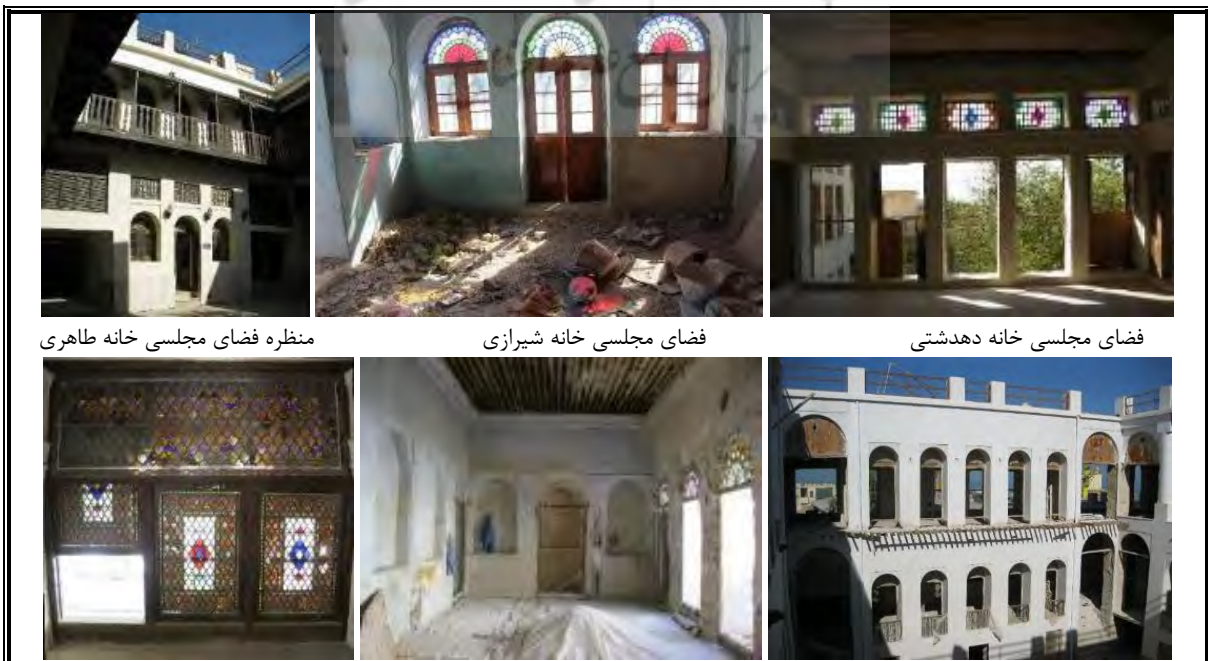 فضای مجلسی خانه دهدشتی
فضای مجلسی خانه شیرازی
منظره فضای مجلسی خانه طاهری